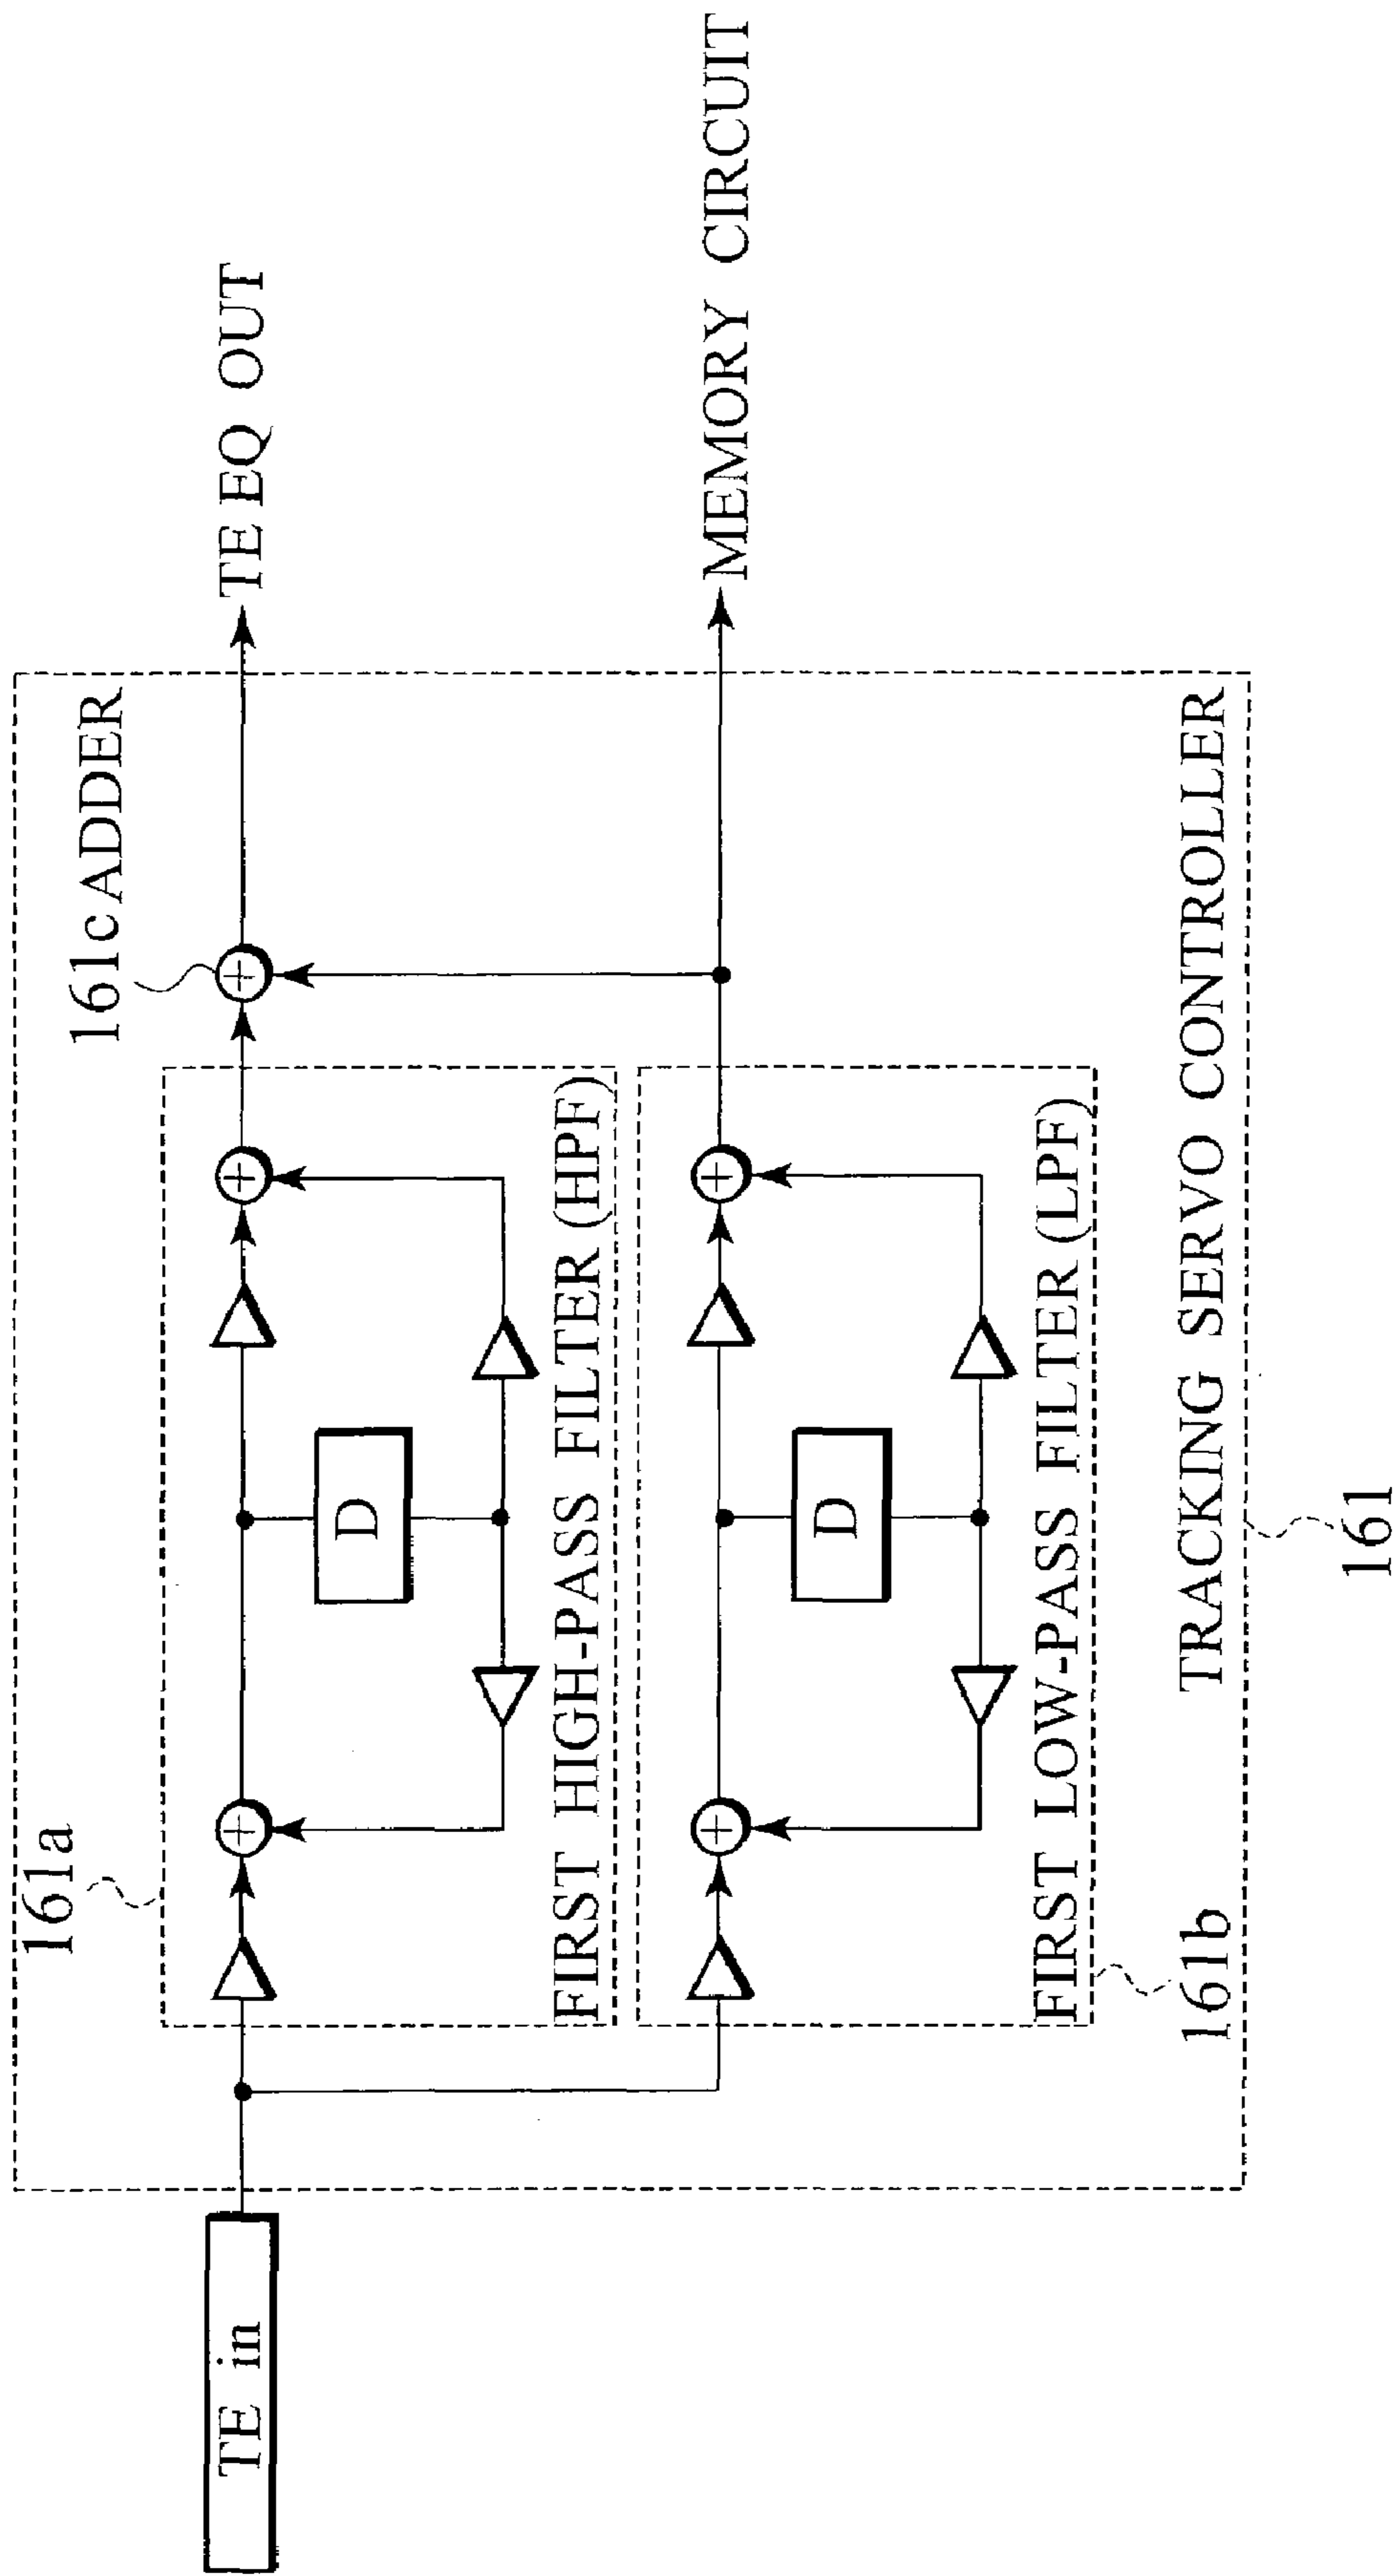 161a
161c ADDER
TE in
TE EQ OUT
D
FIRST HIGH-PASS FILTER (HPF)
MEMORY CIRCUIT
D
FIRST LOW-PASS FILTER (LPF)
161b
TRACKING SERVO CONTROLLER
161